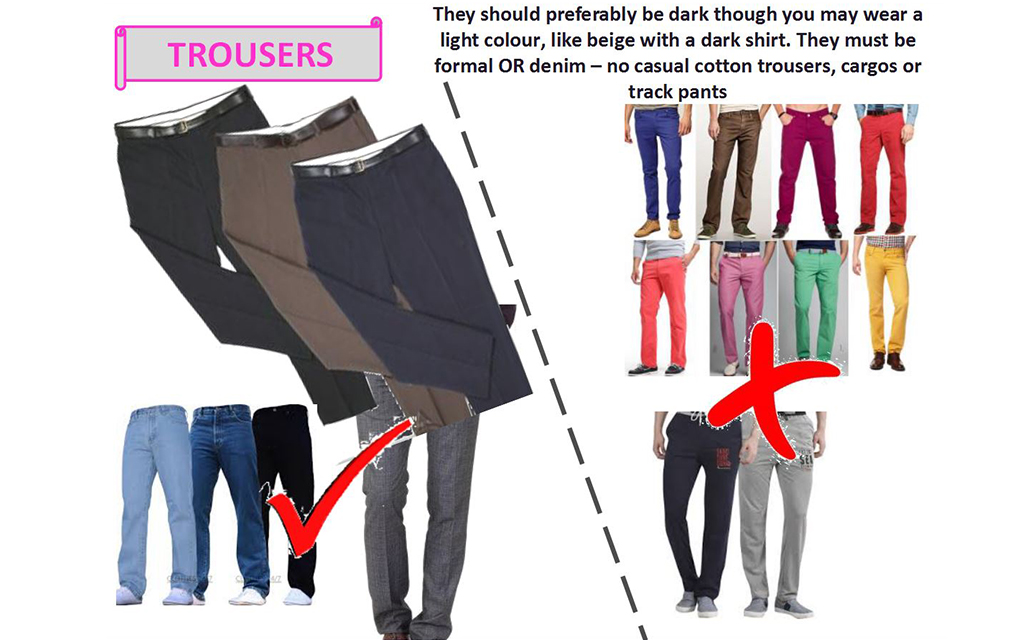 TROUSERS
They should preferably be dark though you may wear a
light colour, like beige with a dark shirt. They must be
formal OR denim – no casual cotton trousers, cargos or
track pants